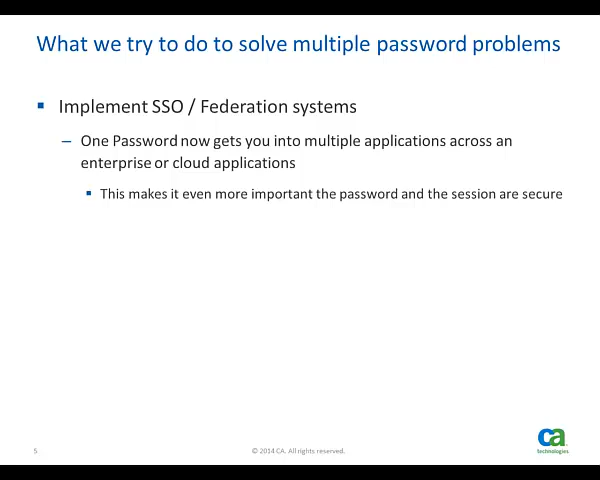 What we try to do to solve multiple password problems
Implement SSO / Federation systems
– One Password now gets you into multiple applications across an
enterprise or cloud applications
This makes it even more important the password and the session are secure
5
© 2014 CA. All rights reserved.
ca
technologies